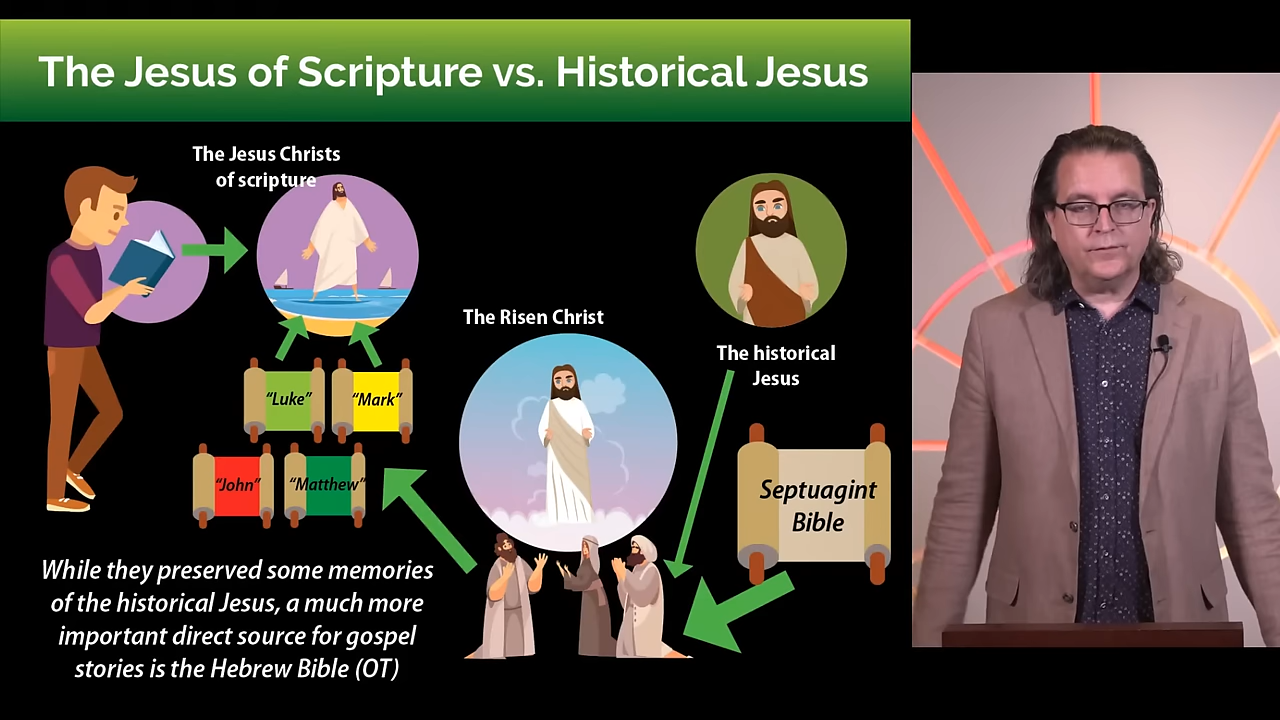 The Jesus of Scripture vs. Historical Jesus
The Jesus Christs
of scripture
The Risen Christ
The historical
Jesus
"Luke"
"Mark"
"John"
"Matthew"
Septuagint
Bible
While they preserved some memories
of the historical Jesus, a much more
important direct source for gospel
stories is the Hebrew Bible (OT)